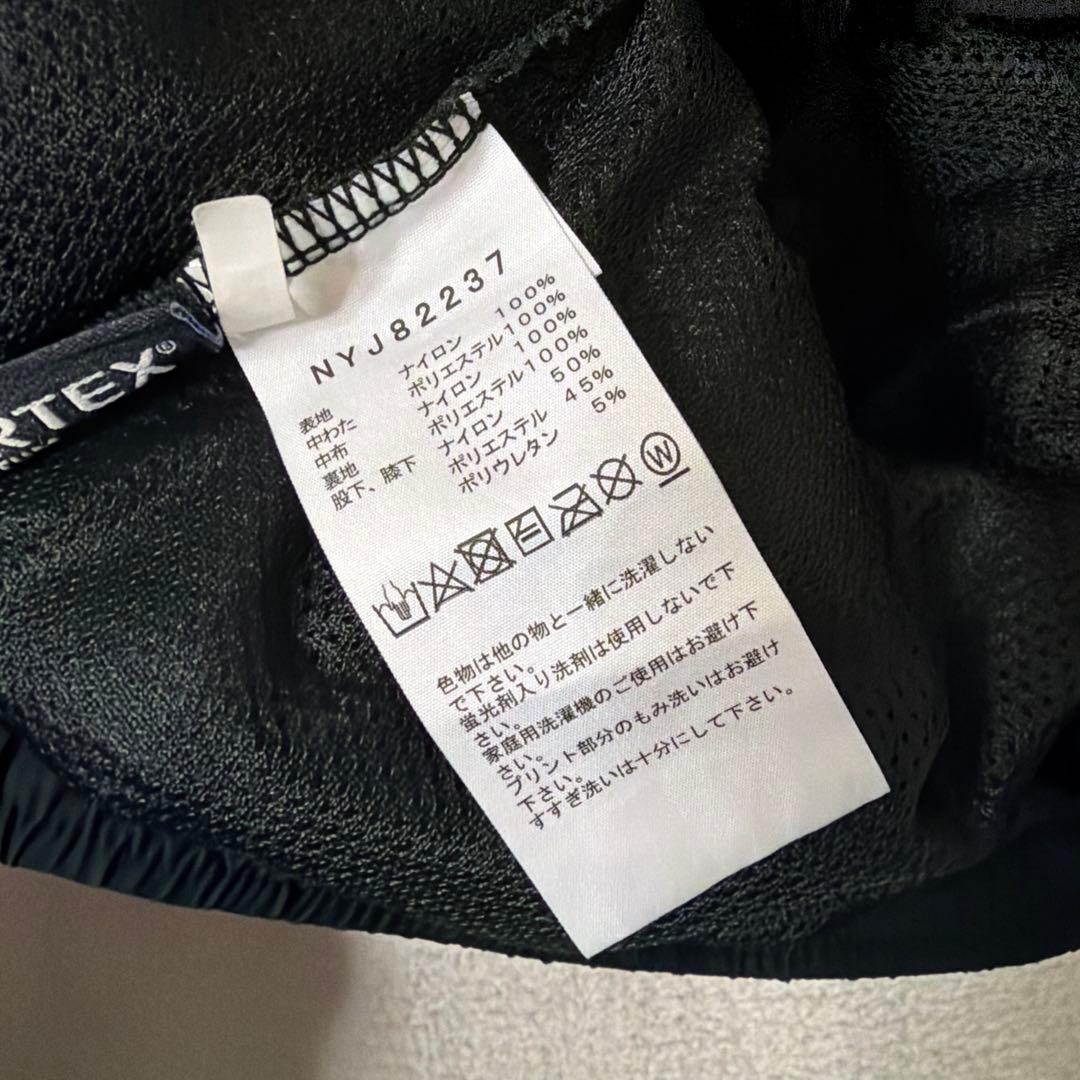 RTEX®
NYJ82237
表地 ナイロン 100%
中わた ポリエステル100%
中布 ナイロン 100%
裏地 ポリエステル100%
股下、膝下 ナイロン 50%
ポリエステル 45%
ポリウレタン 5%
W
色物は他の物と一緒に洗濯しない
で下さい。
蛍光剤入り洗剤は使用しないで下
さい。
家庭用洗濯機のご使用はお避け下
さい。
プリント部分のもみ洗いはお避け
下さい。
すすぎ洗いは十分にして下さい。